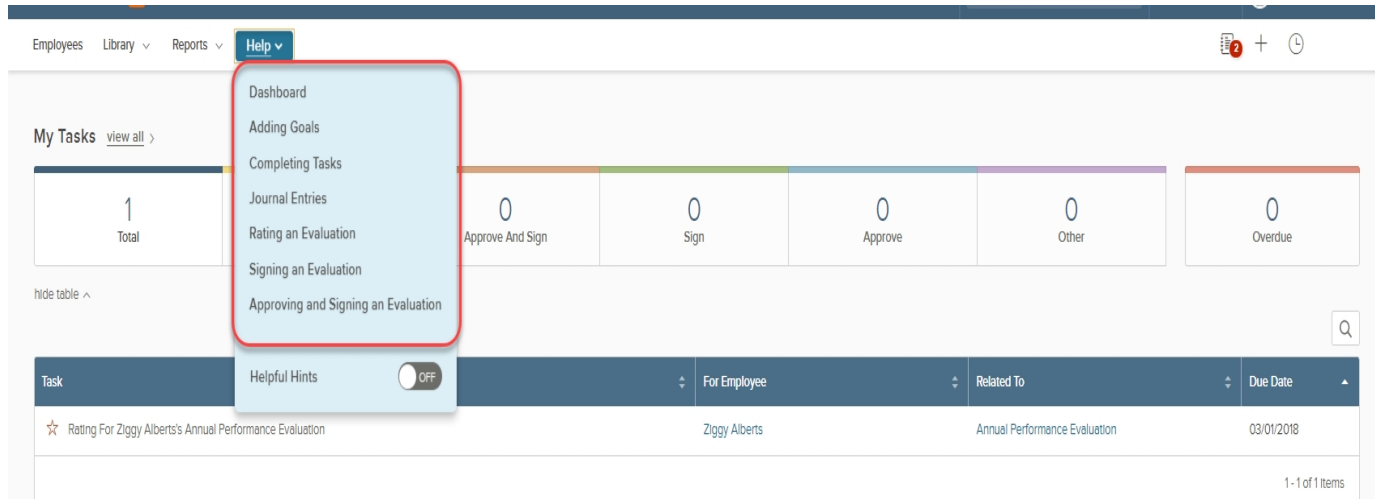 Employees Library Reports Help
2
Dashboard
Adding Goals
Completing Tasks
Journal Entries
Rating an Evaluation
Signing an Evaluation
Approving and Signing an Evaluation
Helpful Hints OFF
My Tasks view all >
1
Total
0
Approve And Sign
0
Sign
0
Approve
0
Other
0
Overdue
hide table
Task For Employee Related To Due Date
Rating For Ziggy Alberts's Annual Performance Evaluation Ziggy Alberts Annual Performance Evaluation 03/01/2018
1 - 1 of 1 Items